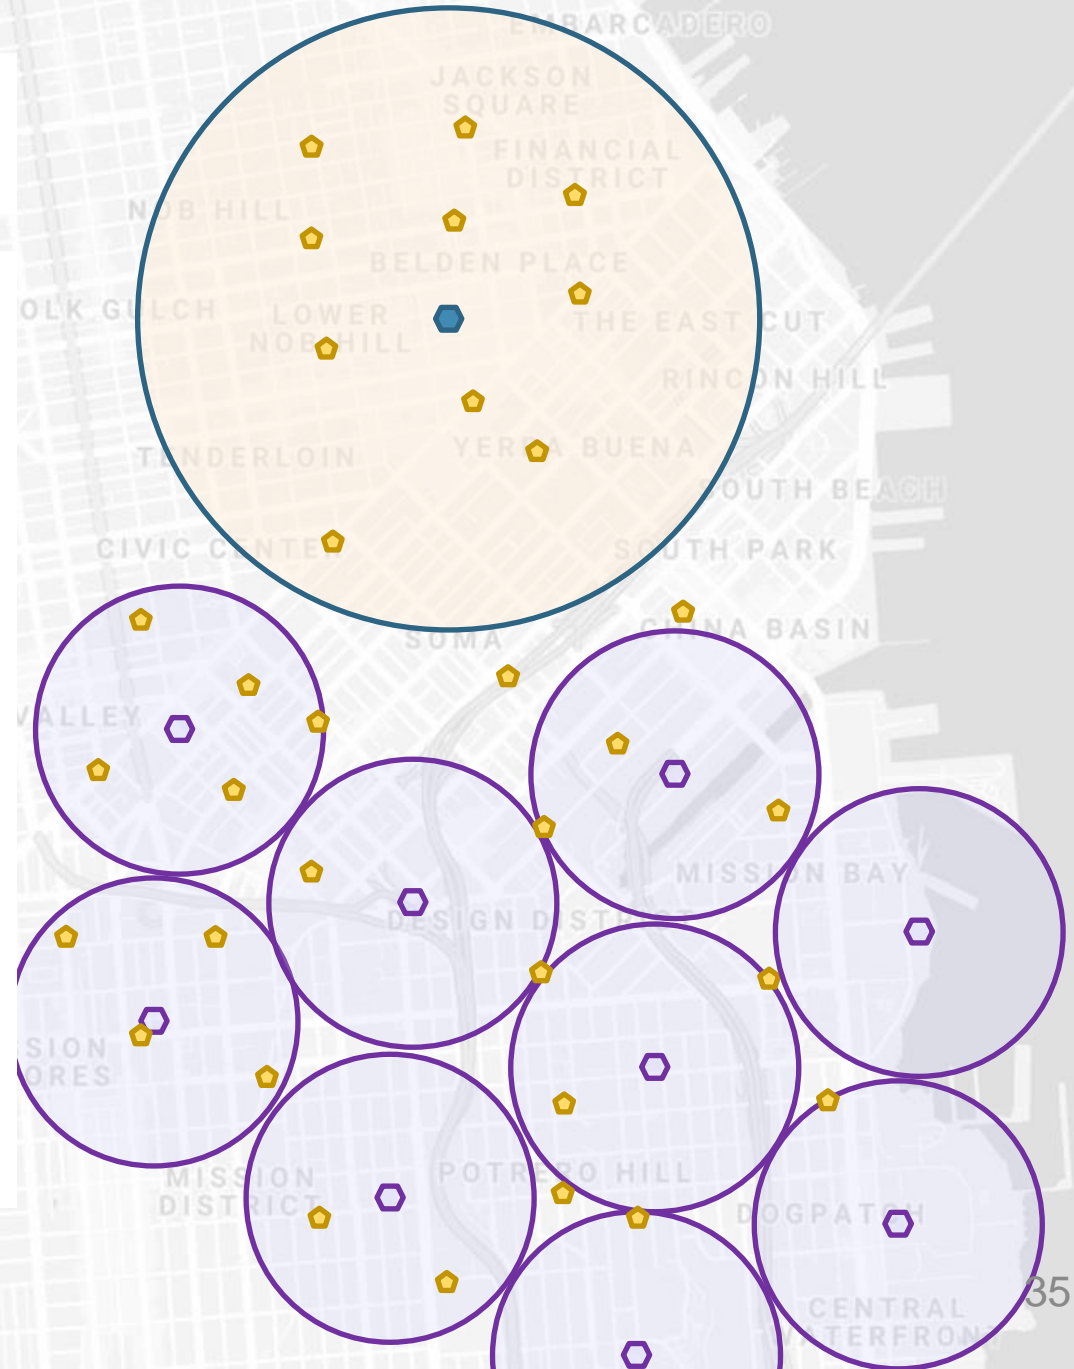 EMBARCADERO
JACKSON
SQUARE
FINANCIAL
DISTRICT
NOB HILL
BELDEN PLACE
OLK GULCH
LOWER
NOB HILL
THE EAST CUT
RINCON HILL
YERBA BUENA
TENDERLOIN
SOUTH BEACH
CIVIC CENTER
SOUTH PARK
CHINA BASIN
SOMA
VALLEY
MISSION BAY
DESIGN DISTRICT
SION
ORES
MISSION
DISTRICT
POTRERO HILL
DOGPATCH
35
CENTRAL
WATERFRONT